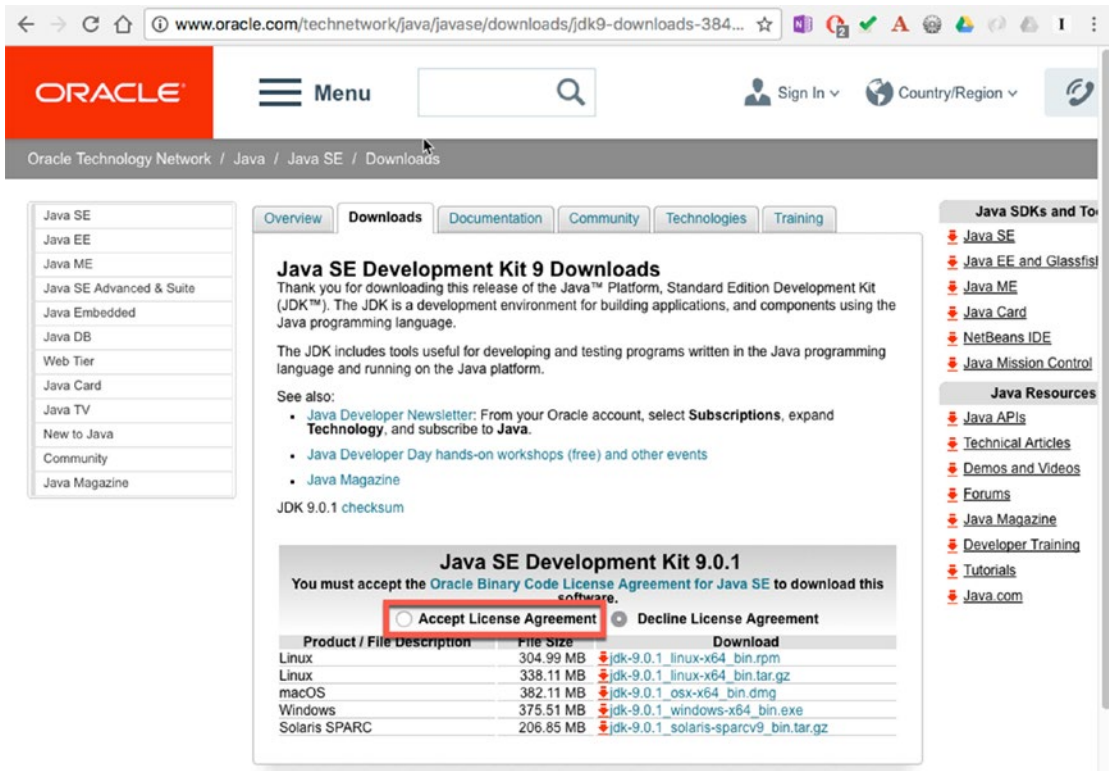 www.oracle.com/technetwork/java/javase/downloads/jdk9-downloads-384...
ORACLE
Menu
Sign In
Country/Region
Oracle Technology Network / Java / Java SE / Downloads
Java SE
Java EE
Java ME
Java SE Advanced & Suite
Java Embedded
Java DB
Web Tier
Java Card
Java TV
New to Java
Community
Java Magazine
Overview
Downloads
Documentation
Community
Technologies
Training
Java SE Development Kit 9 Downloads
Thank you for downloading this release of the Java™ Platform, Standard Edition Development Kit
(JDK™). The JDK is a development environment for building applications, and components using the
Java programming language.
The JDK includes tools useful for developing and testing programs written in the Java programming
language and running on the Java platform.
See also:
• Java Developer Newsletter: From your Oracle account, select Subscriptions, expand
Technology, and subscribe to Java.
• Java Developer Day hands-on workshops (free) and other events
• Java Magazine
JDK 9.0.1 checksum
Java SE Development Kit 9.0.1
You must accept the Oracle Binary Code License Agreement for Java SE to download this
software.
Accept License Agreement Decline License Agreement
Product / File Description File Size Download
Linux 304.99 MB jdk-9.0.1_linux-x64_bin.rpm
Linux 338.11 MB jdk-9.0.1_linux-x64_bin.tar.gz
macOS 382.11 MB jdk-9.0.1_osx-x64_bin.dmg
Windows 375.51 MB jdk-9.0.1_windows-x64_bin.exe
Solaris SPARC 206.85 MB jdk-9.0.1_solaris-sparcv9_bin.tar.gz
Java SDKs and To
Java SE
Java EE and Glassfis
Java ME
Java Card
NetBeans IDE
Java Mission Control
Java Resources
Java APIs
Technical Articles
Demos and Videos
Forums
Java Magazine
Developer Training
Tutorials
Java.com